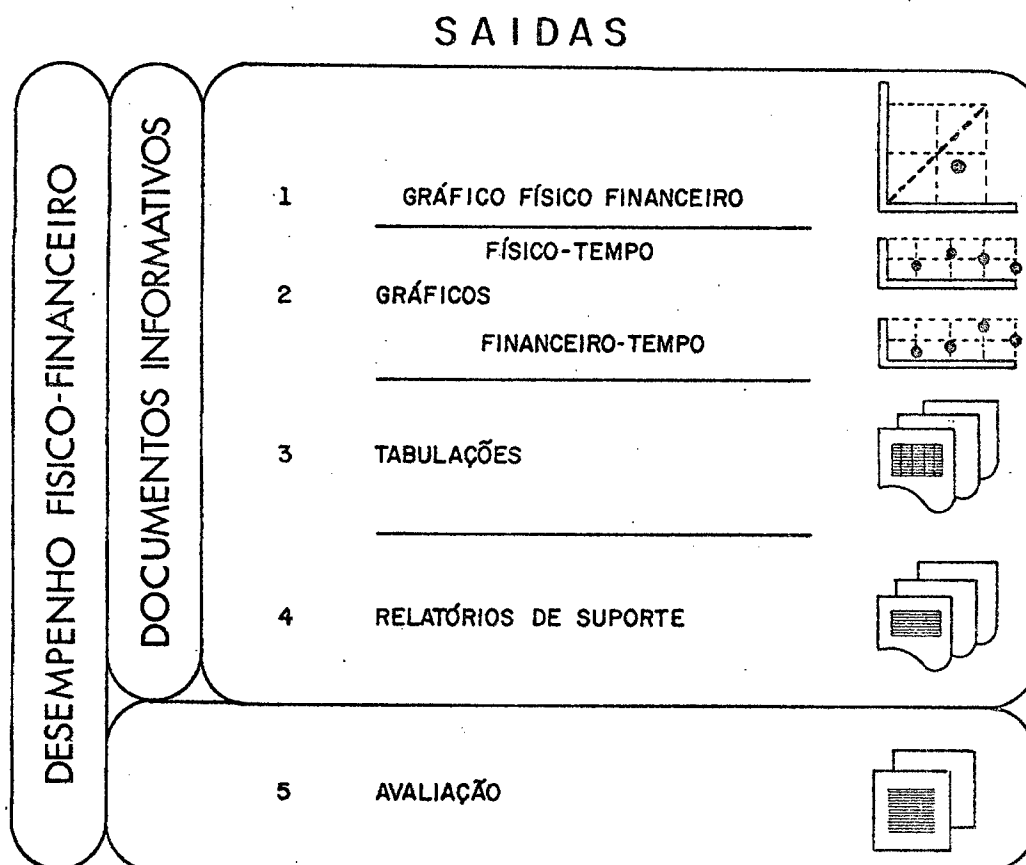 SAIDAS
DESEMPENHO FISICO-FINANCEIRO
DOCUMENTOS INFORMATIVOS
1 GRÁFICO FÍSICO FINANCEIRO
FÍSICO-TEMPO
2 GRÁFICOS
FINANCEIRO-TEMPO
3 TABULAÇÕES
4 RELATÓRIOS DE SUPORTE
5 AVALIAÇÃO